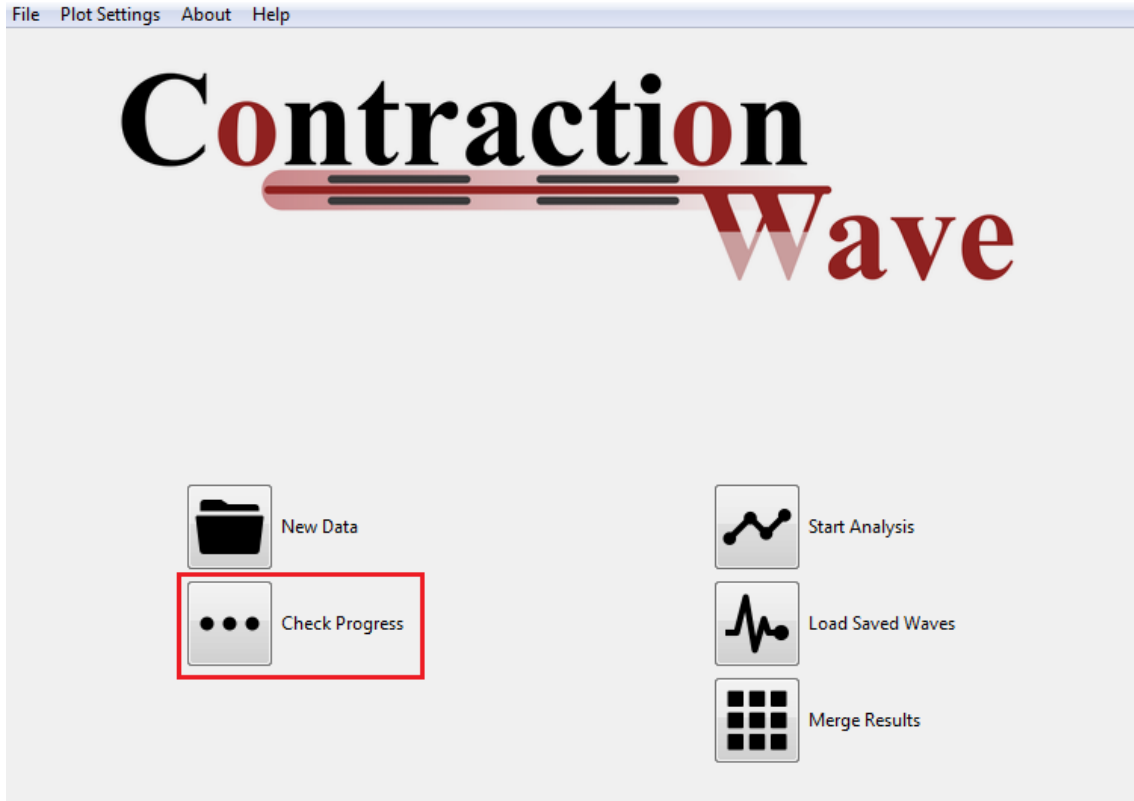 File Plot Settings About Help
Contraction
Wave
New Data
Start Analysis
Check Progress
Load Saved Waves
Merge Results